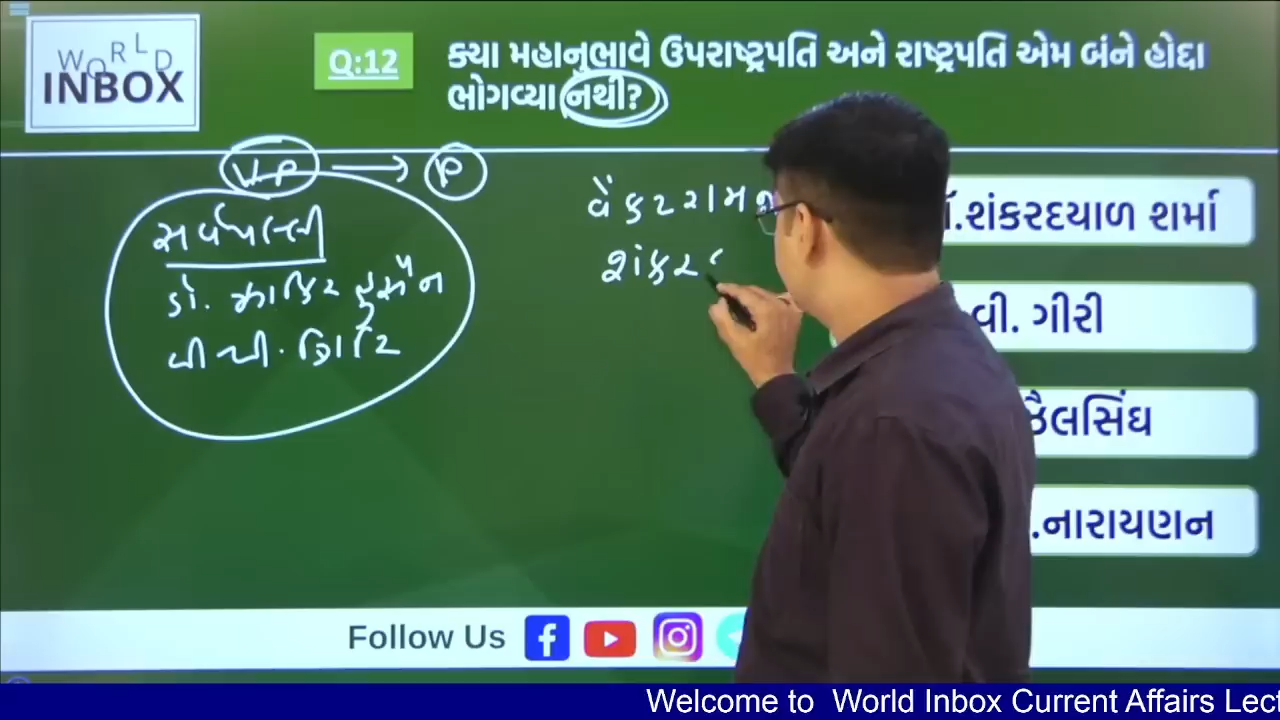 WORLD
INBOX
Q:12
ક્યા મહાનુભાવે ઉપરાષ્ટ્રપતિ અને રાષ્ટ્રપતિ એમ બંને હોદ્દા
ભોગવ્યા નથી?
V.P → P
સર્વપલ્લી
ડૉ. ઝાકિર હુસૈન
વી વી. ગિરિ
વેંકટરામન
શંકર
.શંકરદયાળ શર્મા
.વી. ગીરી
ઝૈલસિંઘ
.નારાયણન
Follow Us
Welcome to World Inbox Current Affairs Lect